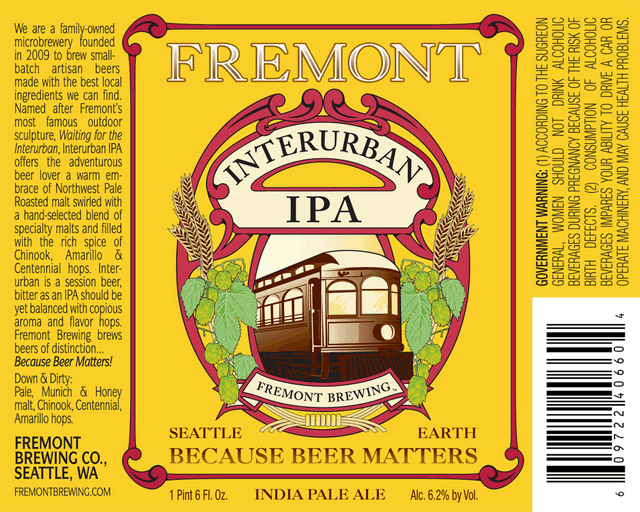 We are a family-owned
microbrewery founded
in 2009 to brew small-
batch artisan beers
made with the best local
ingredients we can find.
Named after Fremont's
most famous outdoor
sculpture, Waiting for the
Interurban, Interurban IPA
offers the adventurous
beer lover a warm em-
brace of Northwest Pale
Roasted malt swirled with
a hand-selected blend of
specialty malts and filled
with the rich spice of
Chinook, Amarillo &
Centennial hops. Inter-
urban is a session beer,
bitter as an IPA should be
yet balanced with copious
aroma and flavor hops.
Fremont Brewing brews
beers of distinction...
Because Beer Matters!
Down & Dirty:
Pale, Munich & Honey
malt, Chinook, Centennial,
Amarillo hops.
FREMONT
BREWING CO.,
SEATTLE, WA
FREMONTBREWING.COM
FREMONT
INTERURBAN
IPA
FREMONT BREWING™
SEATTLE EARTH
BECAUSE BEER MATTERS
1 Pint 6 Fl. Oz. INDIA PALE ALE Alc. 6.2% by Vol.
GOVERNMENT WARNING: (1) ACCORDING TO THE SUGREON
GENERAL, WOMEN SHOULD NOT DRINK ALCOHOLIC
BEVERAGES DURING PREGNANCY BECAUSE OF THE RISK OF
BIRTH DEFECTS. (2) CONSUMPTION OF ALCOHOLIC
BEVERAGES IMPARES YOUR ABILITY TO DRIVE A CAR OR
OPERATE MACHINERY, AND MAY CAUSE HEALTH PROBLEMS.
6 09722 40660 4